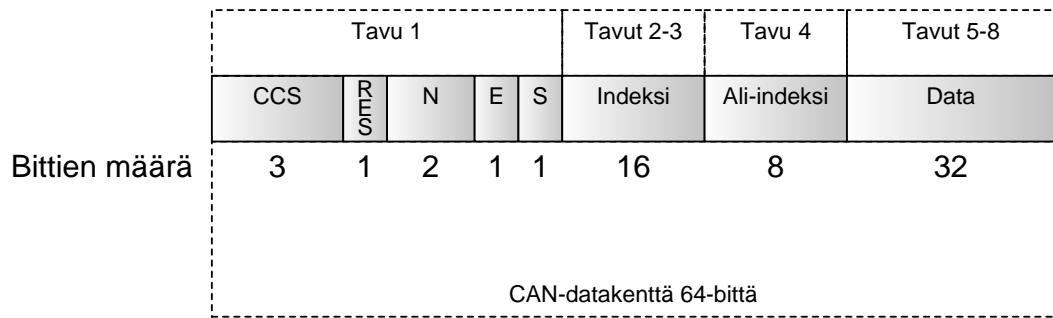 Tavu 1 Tavut 2-3 Tavu 4 Tavut 5-8
CCS RES N E S Indeksi Ali-indeksi Data
Bittien määrä 3 1 2 1 1 16 8 32
CAN-datakenttä 64-bittä